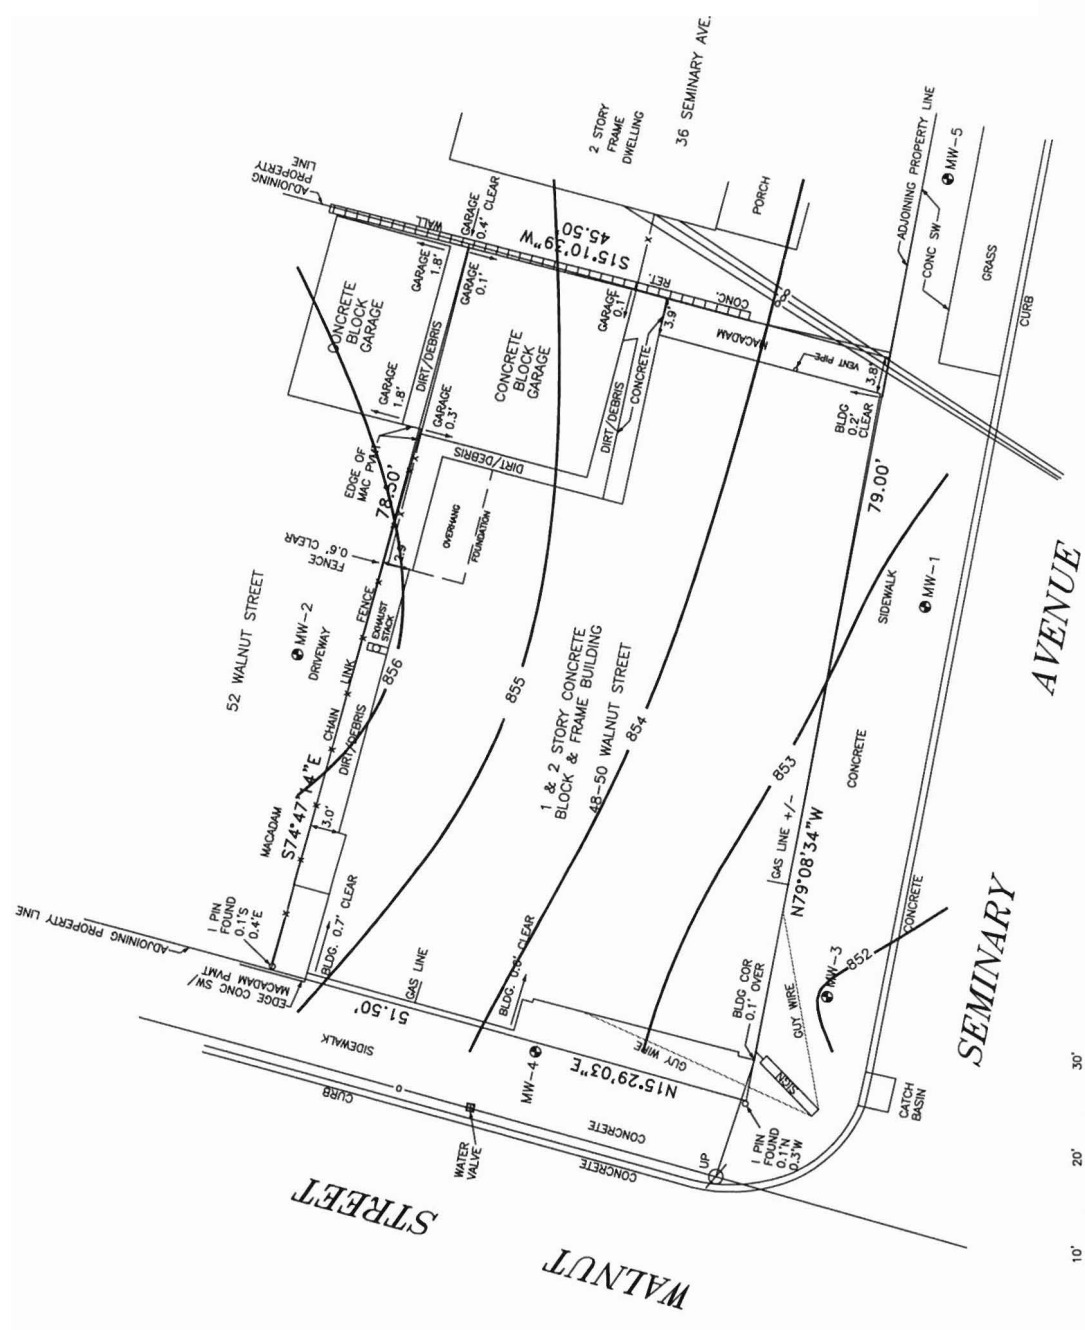 36 SEMINARY AVE.
2 STORY
FRAME
DWELLING
PORCH
ADJOINING
PROPERTY
LINE
WALL
GARAGE
0.4' CLEAR
S15°10'39"W
45.50'
RET.
CONC.
GARAGE
1.8'
GARAGE
0.1'
GARAGE
0.1'
CONCRETE
BLOCK
GARAGE
DIRT/DEBRIS
CONCRETE
BLOCK
GARAGE
GARAGE
1.8'
GARAGE
0.3'
DIRT/DEBRIS
CONCRETE
3.9'
MACADAM
VENT PIPE
3.8'
BLDG
0.2'
CLEAR
ADJOINING PROPERTY LINE
MW-5
CONC SW
GRASS
CURB
EDGE OF
MAC PVMT
78.50'
DIRT/DEBRIS
OVERHANG
FOUNDATION
FENCE
0.6' CLEAR
2.9'
79.00'
52 WALNUT STREET
MW-2
DRIVEWAY
CHAIN LINK FENCE
EXHAUST
STACK
856
855
854
853
852
1 & 2 STORY CONCRETE
BLOCK & FRAME BUILDING
48-50 WALNUT STREET
SIDEWALK
MW-1
AVENUE
CONCRETE
MACADAM
S74°47'14"E
DIRT/DEBRIS
3.0'
GAS LINE +/-
N79°08'34"W
CONCRETE
SEMINARY
ADJOINING PROPERTY LINE
I PIN
FOUND
0.1'S
0.4'E
EDGE CONC SW/
MACADAM PVMT
BLDG. 0.7' CLEAR
GAS LINE
51.50'
BLDG. 0.6' CLEAR
BLDG COR
0.1' OVER
GUY WIRE
MW-3
SIDEWALK
GUY WIRE
N15°29'03"E
MW-4
SIGN
CURB
WATER
VALVE
CONCRETE
CONCRETE
UP
I PIN
FOUND
0.1'N
0.3'W
CATCH
BASIN
WALNUT STREET
10' 20' 30'